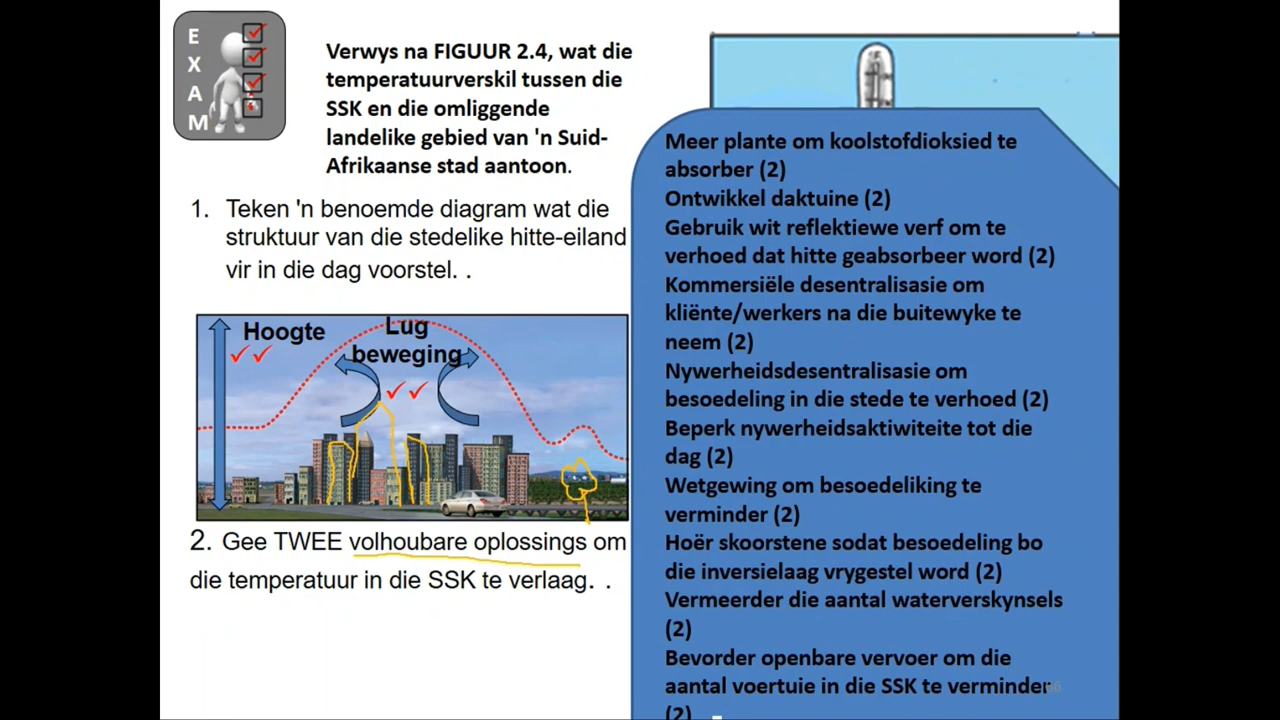 E
X
A
M
Verwys na FIGUUR 2.4, wat die
temperatuurverskil tussen die
SSK en die omliggende
landelike gebied van 'n Suid-
Afrikaanse stad aantoon.
1. Teken 'n benoemde diagram wat die
struktuur van die stedelike hitte-eiland
vir in die dag voorstel. .
Hoogte
Lug
beweging
2. Gee TWEE volhoubare oplossings om
die temperatuur in die SSK te verlaag. .
Meer plante om koolstofdioksied te
absorber (2)
Ontwikkel daktuine (2)
Gebruik wit reflektiewe verf om te
verhoed dat hitte geabsorbeer word (2)
Kommersiële desentralisasie om
kliënte/werkers na die buitewyke te
neem (2)
Nywerheidsdesentralisasie om
besoedeling in die stede te verhoed (2)
Beperk nywerheidsaktiwiteite tot die
dag (2)
Wetgewing om besoedeliking te
verminder (2)
Hoër skoorstene sodat besoedeling bo
die inversielaag vrygestel word (2)
Vermeerder die aantal waterverskynsels
(2)
Bevorder openbare vervoer om die
aantal voertuie in die SSK te verminder
(2)